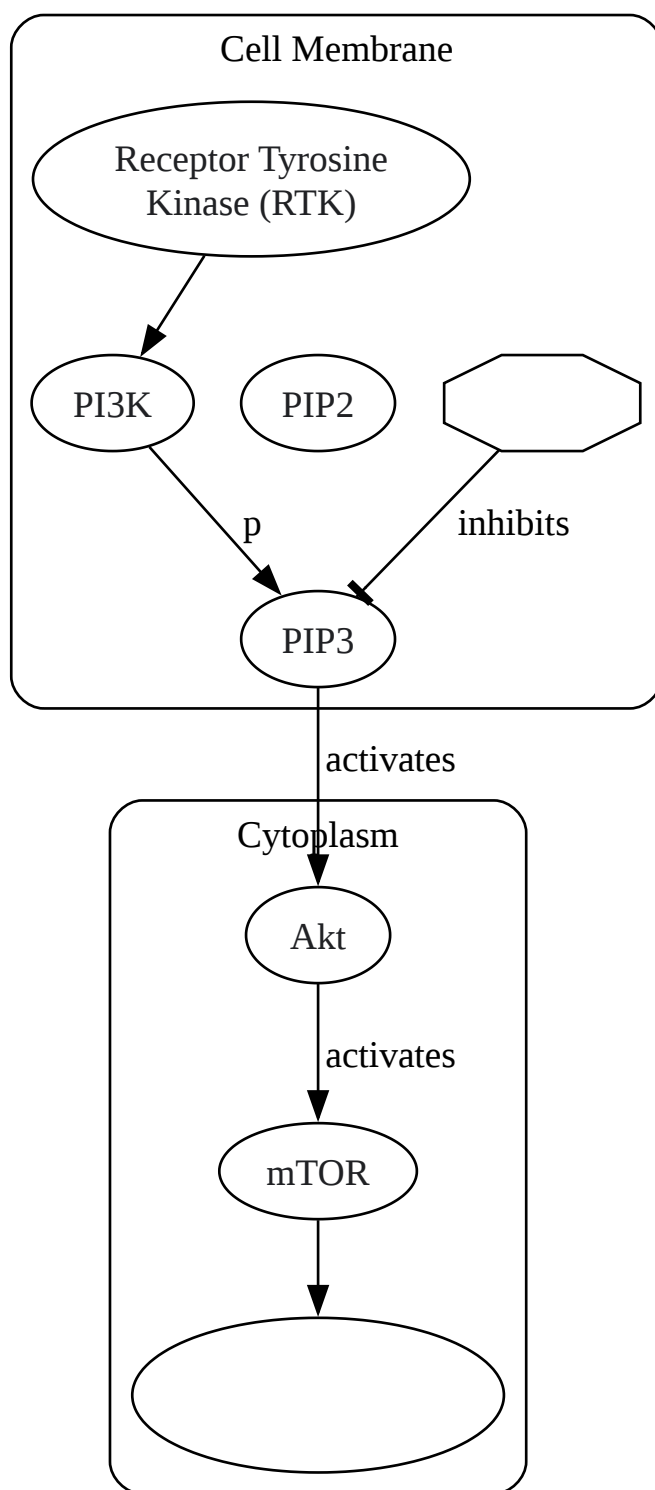 Cell Membrane
Receptor Tyrosine
Kinase (RTK)
PI3K
PIP2
p
inhibits
PIP3
activates
Cytoplasm
Akt
activates
mTOR